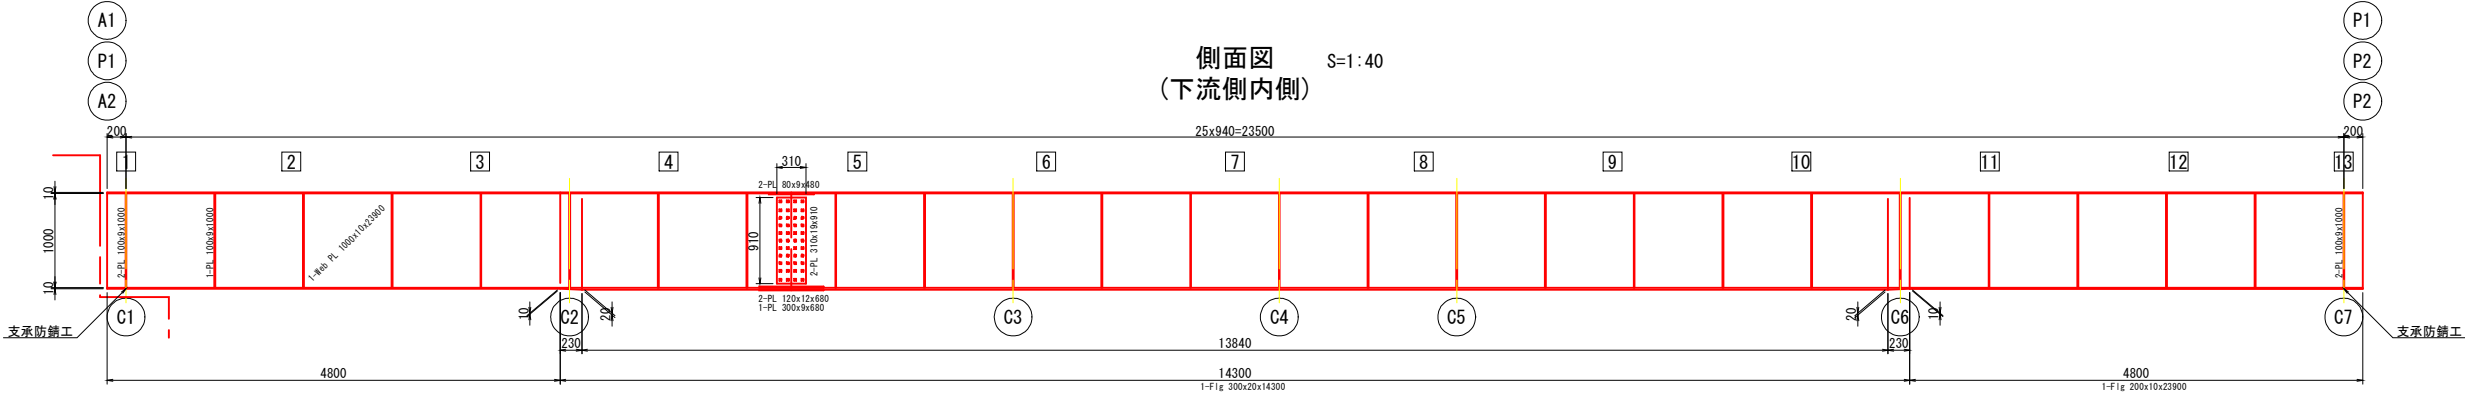 A1
P1
A2
側面図 S=1:40
(下流側内側)
P1
P2
P2
200 25x940=23500 200
1 2 3 4 5 6 7 8 9 10 11 12 13
310
2-PL 80x9x480
10
1000
10
2-PL 100x9x1000
1-PL 100x9x1000
1-Web PL 1000x10x23900
910
2-PL 310x19x910
2-PL 100x9x1000
2-PL 120x12x680
1-PL 300x9x680
支承防錆工
C1 C2 C3 C4 C5 C6 C7
10 20 20 10
支承防錆工
230 13840 230
4800 14300 4800
1-Flg 300x20x14300
1-Flg 200x10x23900